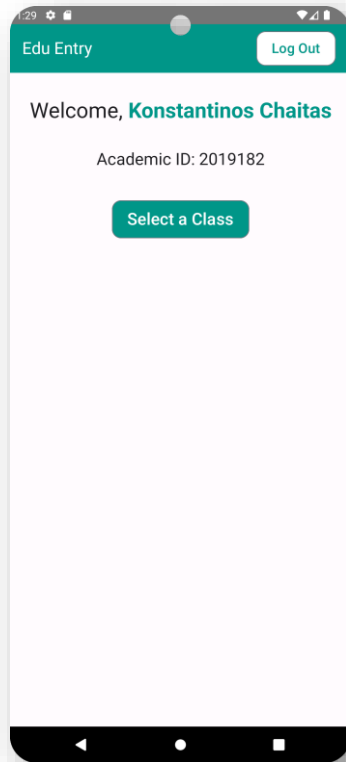 1:29
Edu Entry
Log Out
Welcome, Konstantinos Chaitas
Academic ID: 2019182
Select a Class